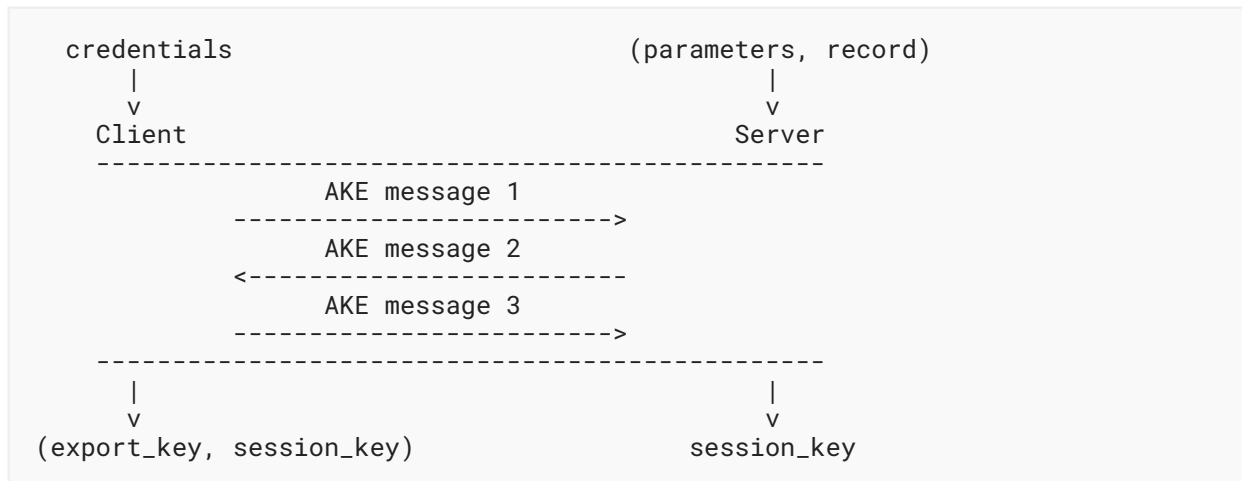 credentials (parameters, record)
| |
v v
Client Server
------------------------------------------------
AKE message 1
------------------------->
AKE message 2
<-------------------------
AKE message 3
------------------------->
------------------------------------------------
| |
v v
(export_key, session_key) session_key